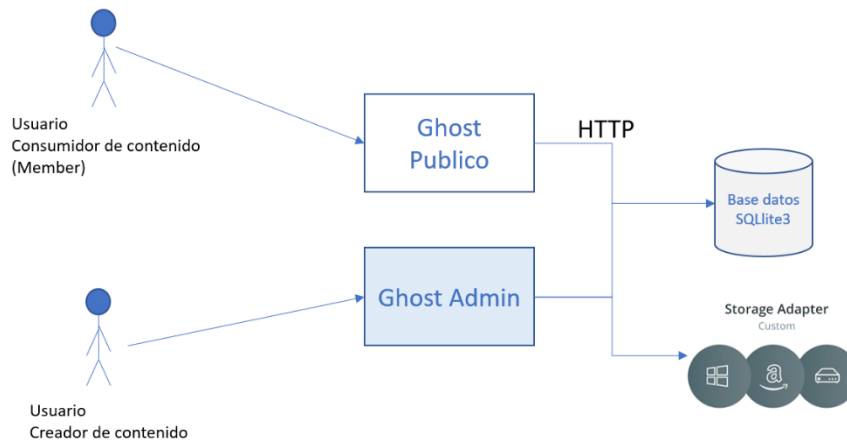 Usuario
Consumidor de contenido
(Member)
Ghost
Publico
HTTP
Base datos
SQLlite3
Ghost Admin
Storage Adapter
Custom
a
Usuario
Creador de contenido